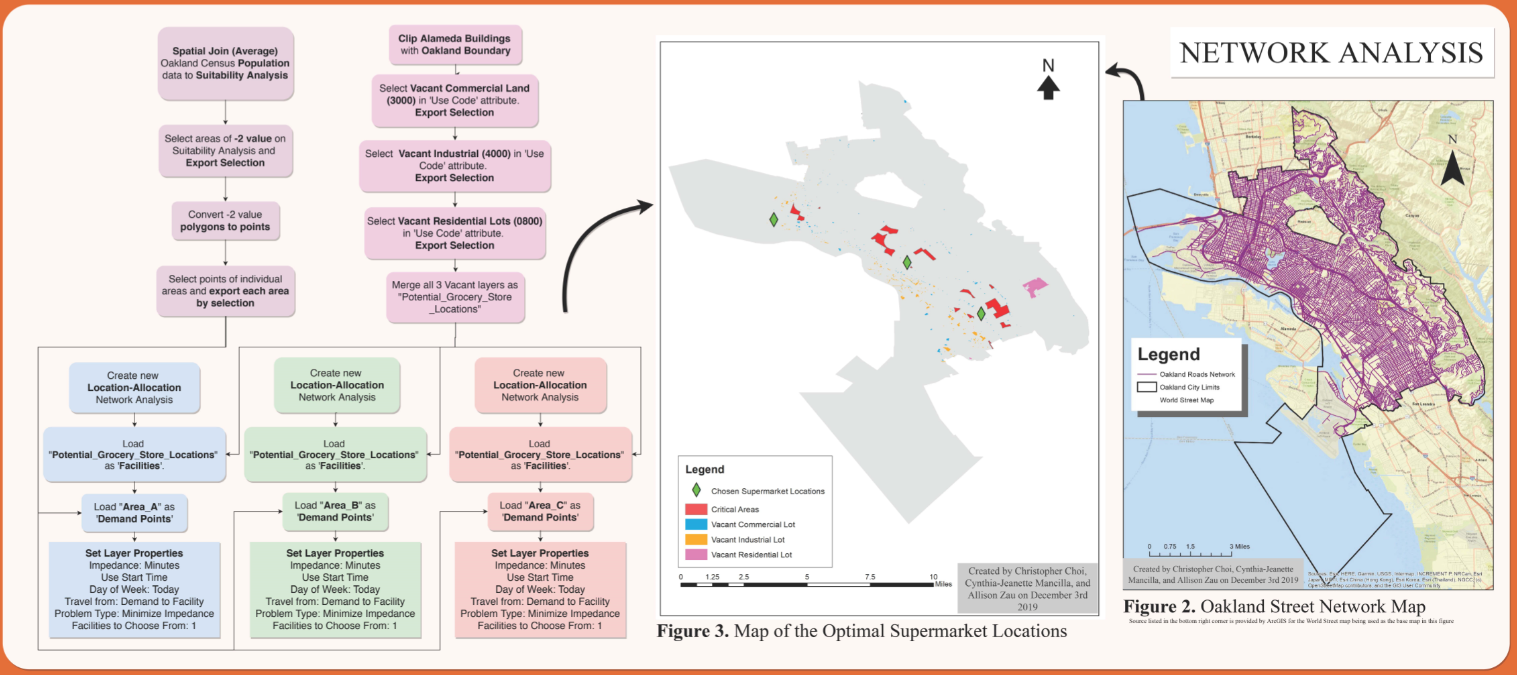 NETWORK ANALYSIS
Spatial Join (Average)
Oakland Census Population
data to Suitability Analysis
Select areas of -2 value on
Suitability Analysis and
Export Selection
Convert -2 value
polygons to points
Select points of individual
areas and export each area
by selection
Clip Alameda Buildings
with Oakland Boundary
Select Vacant Commercial Land
(3000) in 'Use Code' attribute.
Export Selection
Select Vacant Industrial (4000) in 'Use
Code' attribute.
Export Selection
Select Vacant Residential Lots (0800)
in 'Use Code' attribute.
Export Selection
Merge all 3 Vacant layers as
"Potential_Grocery_Store
_Locations"
Create new
Location-Allocation
Network Analysis
Load
"Potential_Grocery_Store_Locations"
as 'Facilities'.
Load "Area_A" as
'Demand Points'
Set Layer Properties
Impedance: Minutes
Use Start Time
Day of Week: Today
Travel from: Demand to Facility
Problem Type: Minimize Impedance
Facilities to Choose From: 1
Create new
Location-Allocation
Network Analysis
Load
"Potential_Grocery_Store_Locations"
as 'Facilities'.
Load "Area_B" as
'Demand Points'
Set Layer Properties
Impedance: Minutes
Use Start Time
Day of Week: Today
Travel from: Demand to Facility
Problem Type: Minimize Impedance
Facilities to Choose From: 1
Create new
Location-Allocation
Network Analysis
Load
"Potential_Grocery_Store_Locations"
as 'Facilities'.
Load "Area_C" as
'Demand Points'
Set Layer Properties
Impedance: Minutes
Use Start Time
Day of Week: Today
Travel from: Demand to Facility
Problem Type: Minimize Impedance
Facilities to Choose From: 1
N
Legend
Chosen Supermarket Locations
Critical Areas
Vacant Commercial Lot
Vacant Industrial Lot
Vacant Residential Lot
0 1.25 2.5 5 7.5 10
Miles
Created by Christopher Choi,
Cynthia-Jeanette Mancilla, and
Allison Zau on December 3rd
2019
Figure 3. Map of the Optimal Supermarket Locations
N
Legend
Oakland Roads Network
Oakland City Limits
World Street Map
0 0.75 1.5 3 Miles
Created by Christopher Choi, Cynthia-Jeanette
Mancilla, and Allison Zau on December 3rd 2019
Figure 2. Oakland Street Network Map
Source listed in the bottom right corner is provided by ArcGIS for the World Street map being used as the base map in this figure